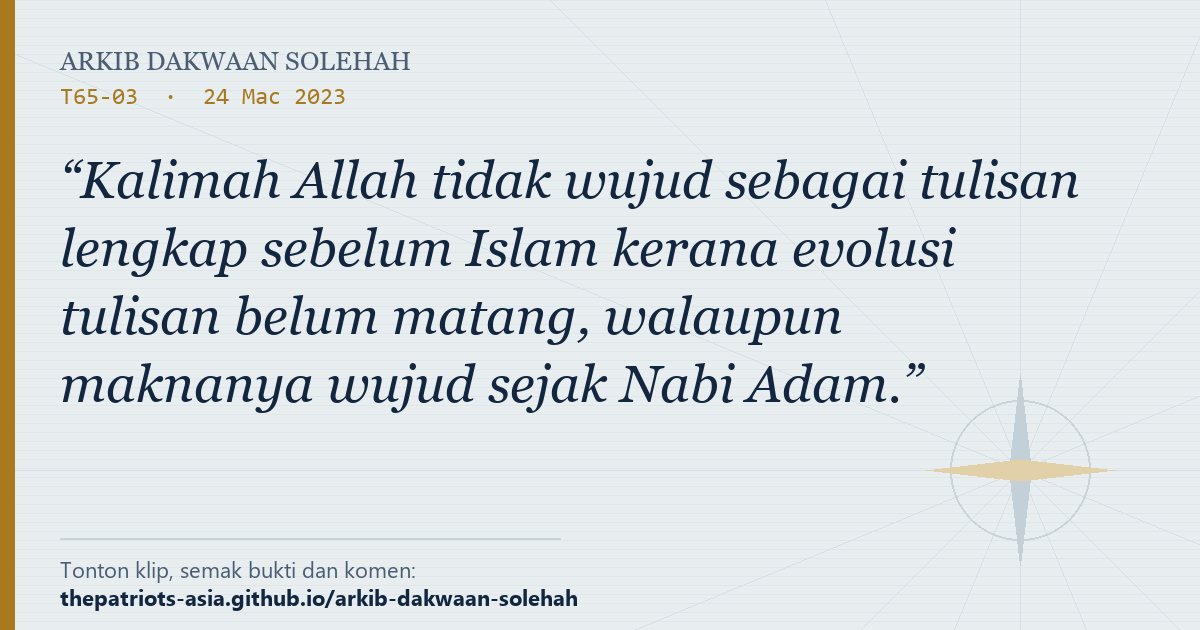 ARKIB DAKWAAN SOLEHAH
T65-03 · 24 Mac 2023
“Kalimah Allah tidak wujud sebagai tulisan
lengkap sebelum Islam kerana evolusi
tulisan belum matang, walaupun
maknanya wujud sejak Nabi Adam.”
Tonton klip, semak bukti dan komen:
thepatriots-asia.github.io/arkib-dakwaan-solehah